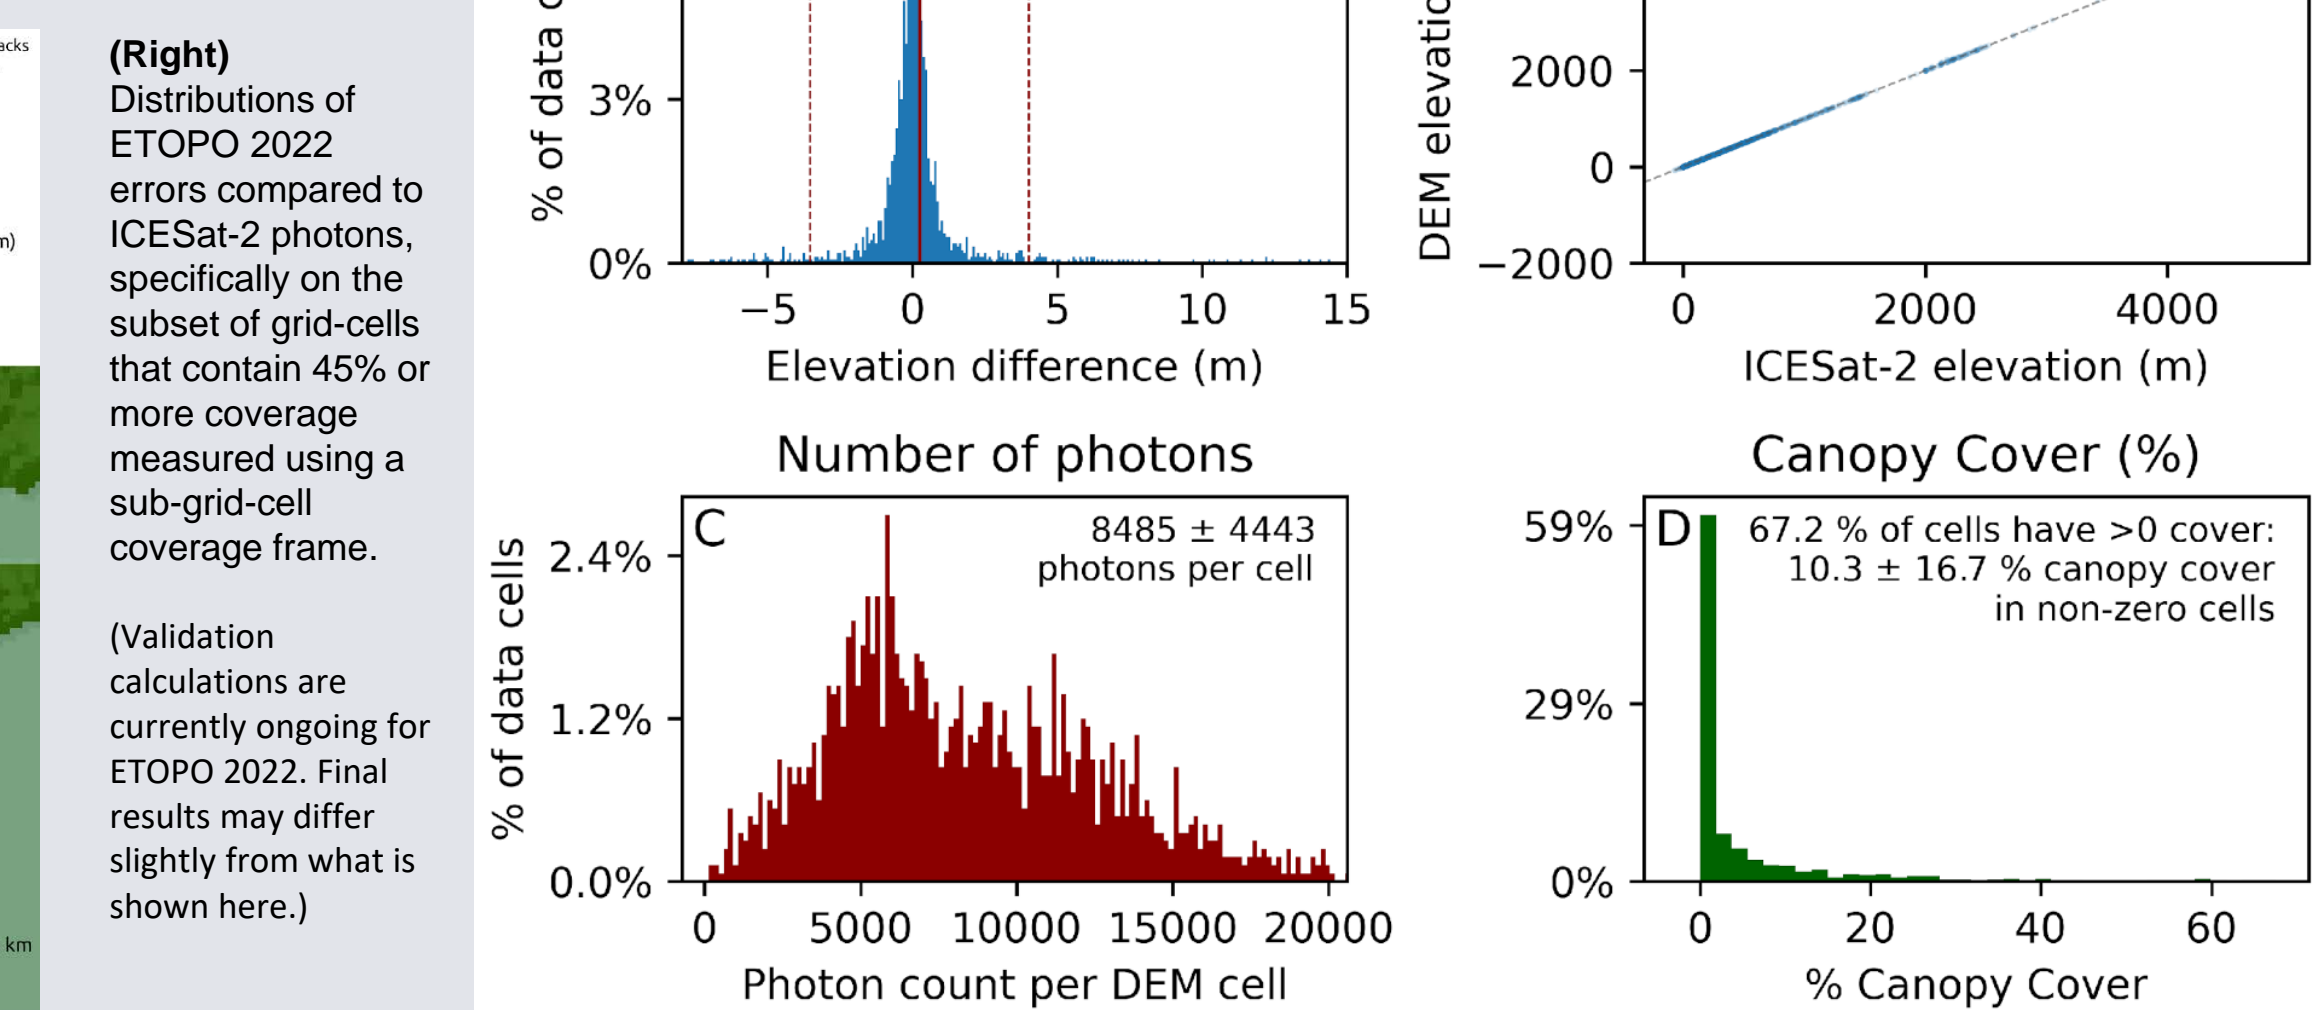 (Right)
Distributions of
ETOPO 2022
errors compared to
ICESat-2 photons,
specifically on the
subset of grid-cells
that contain 45% or
more coverage
measured using a
sub-grid-cell
coverage frame.
(Validation
calculations are
currently ongoing for
ETOPO 2022. Final
results may differ
slightly from what is
shown here.)
km
% of data
3%
0%
−5 0 5 10 15
Elevation difference (m)
DEM
2000
0
−2000
0 2000 4000
ICESat-2 elevation (m)
Number of photons
C
8485 ± 4443
photons per cell
% of data cells
2.4%
1.2%
0.0%
0 5000 10000 15000 20000
Photon count per DEM cell
Canopy Cover (%)
D
67.2 % of cells have >0 cover:
10.3 ± 16.7 % canopy cover
in non-zero cells
59%
29%
0%
0 20 40 60
% Canopy Cover